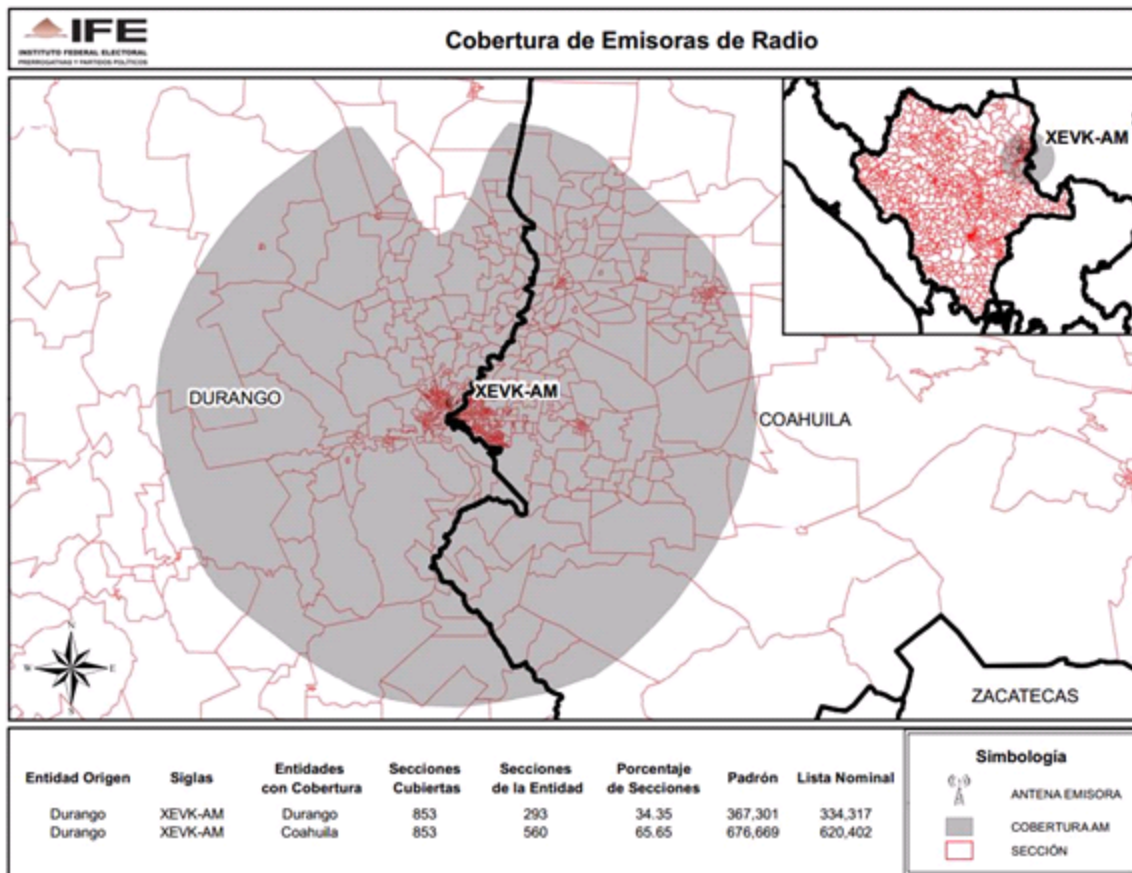 IFE
INSTITUTO FEDERAL ELECTORAL
PRERROGATIVAS Y PARTIDOS POLÍTICOS
Cobertura de Emisoras de Radio
XEVK-AM
DURANGO
XEVK-AM
COAHUILA
ZACATECAS
N
W E
S
Entidad Origen Siglas Entidades con Cobertura Secciones Cubiertas Secciones de la Entidad Porcentaje de Secciones Padrón Lista Nominal
Durango XEVK-AM Durango 853 293 34.35 367,301 334,317
Durango XEVK-AM Coahuila 853 560 65.65 676,669 620,402
Simbología
ANTENA EMISORA
COBERTURA AM
SECCIÓN